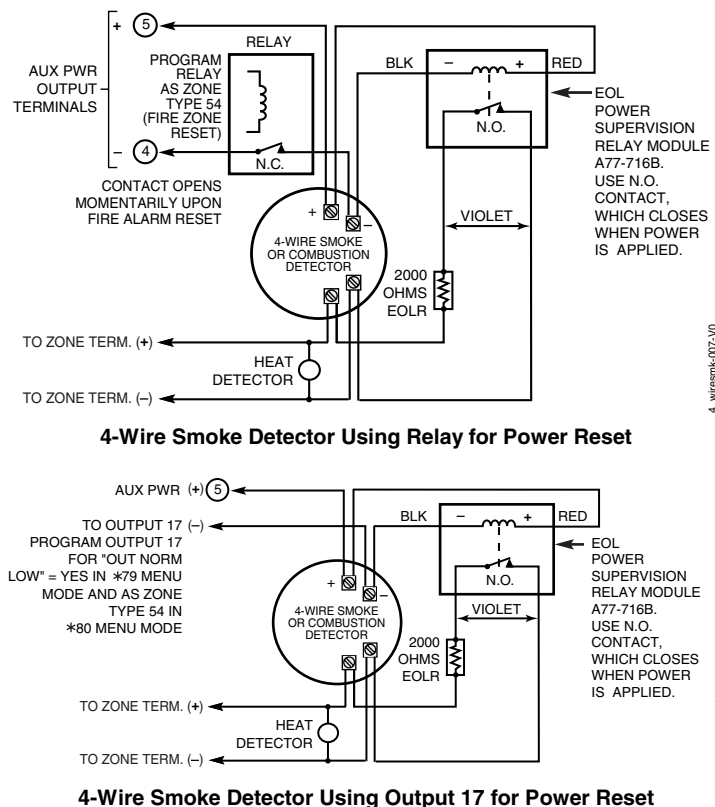 + 5
AUX PWR
OUTPUT
TERMINALS
– 4
RELAY
PROGRAM
RELAY
AS ZONE
TYPE 54
(FIRE ZONE
RESET)
N.C.
CONTACT OPENS
MOMENTARILY UPON
FIRE ALARM RESET
BLK
– +
RED
N.O.
EOL
POWER
SUPERVISION
RELAY MODULE
A77-716B.
USE N.O.
CONTACT,
WHICH CLOSES
WHEN POWER
IS APPLIED.
+ –
4-WIRE SMOKE
OR COMBUSTION
DETECTOR
VIOLET
2000
OHMS
EOLR
TO ZONE TERM. (+)
HEAT
DETECTOR
TO ZONE TERM. (–)
4_wiresmk-007-V0
4-Wire Smoke Detector Using Relay for Power Reset
AUX PWR (+) 5
TO OUTPUT 17 (–)
PROGRAM OUTPUT 17
FOR "OUT NORM
LOW" = YES IN *79 MENU
MODE AND AS ZONE
TYPE 54 IN
*80 MENU MODE
BLK
– +
RED
N.O.
EOL
POWER
SUPERVISION
RELAY MODULE
A77-716B.
USE N.O.
CONTACT,
WHICH CLOSES
WHEN POWER
IS APPLIED.
+ –
4-WIRE SMOKE
OR COMBUSTION
DETECTOR
VIOLET
2000
OHMS
EOLR
TO ZONE TERM. (+)
HEAT
DETECTOR
TO ZONE TERM. (–)
4-Wire Smoke Detector Using Output 17 for Power Reset